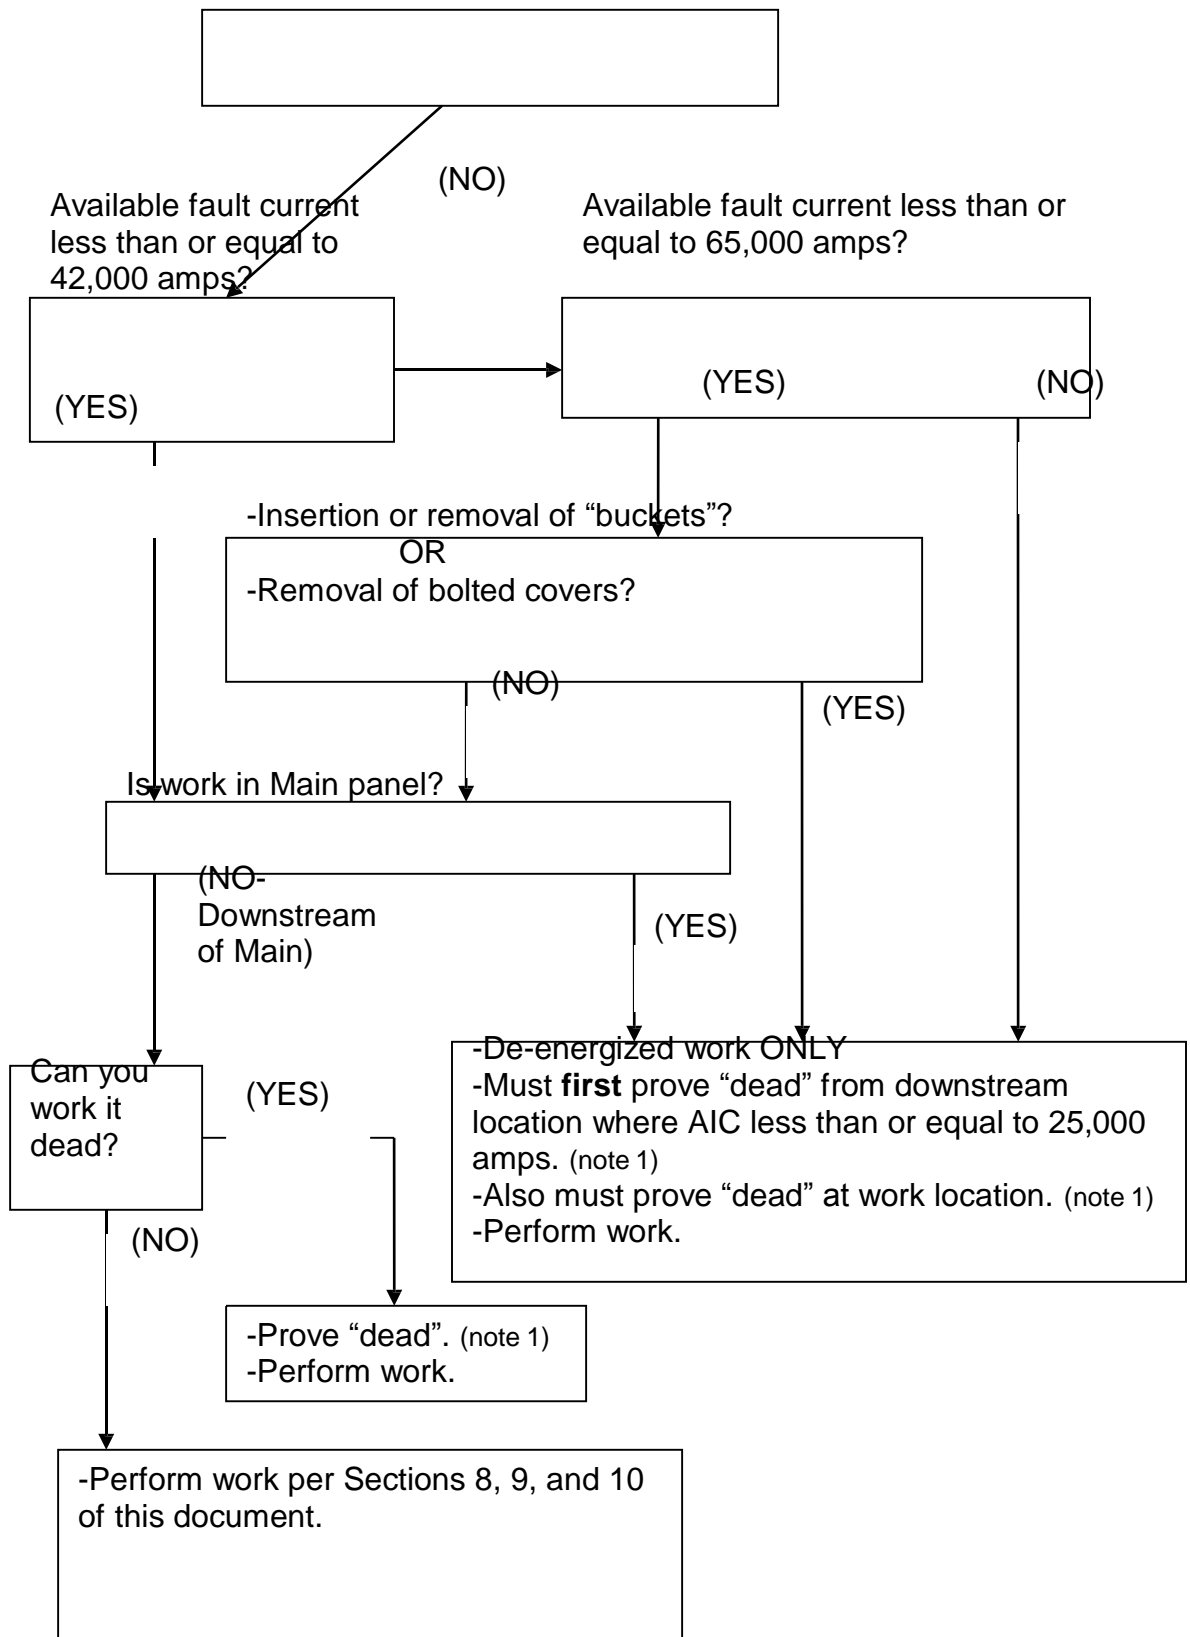 (NO)
Available fault current
less than or equal to
42,000 amps?
Available fault current less than or
equal to 65,000 amps?
(YES)
(NO)
(YES)
-Insertion or removal of “buckets”?
OR
-Removal of bolted covers?
(NO)
(YES)
Is work in Main panel?
(NO-
Downstream
of Main)
(YES)
Can you
work it
dead?
(YES)
-De-energized work ONLY
-Must first prove “dead” from downstream
location where AIC less than or equal to 25,000
amps. (note 1)
-Also must prove “dead” at work location. (note 1)
-Perform work.
(NO)
-Prove “dead”. (note 1)
-Perform work.
-Perform work per Sections 8, 9, and 10
of this document.